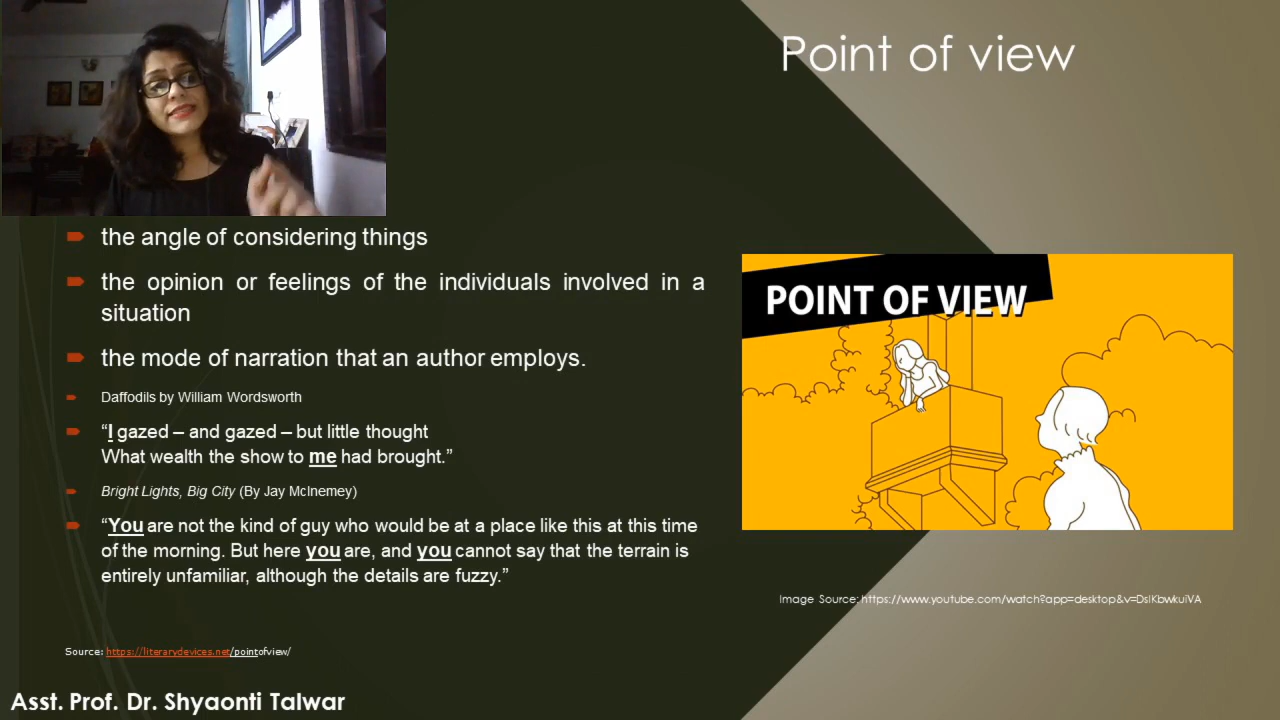 Point of view
the angle of considering things
the opinion or feelings of the individuals involved in a
situation
the mode of narration that an author employs.
Daffodils by William Wordsworth
“I gazed – and gazed – but little thought
What wealth the show to me had brought.”
Bright Lights, Big City (By Jay McInemey)
“You are not the kind of guy who would be at a place like this at this time
of the morning. But here you are, and you cannot say that the terrain is
entirely unfamiliar, although the details are fuzzy.”
POINT OF VIEW
Image Source: https://www.youtube.com/watch?app=desktop&v=DsIKbwkuiVA
Source: https://literarydevices.net/pointofview/
Asst. Prof. Dr. Shyaonti Talwar